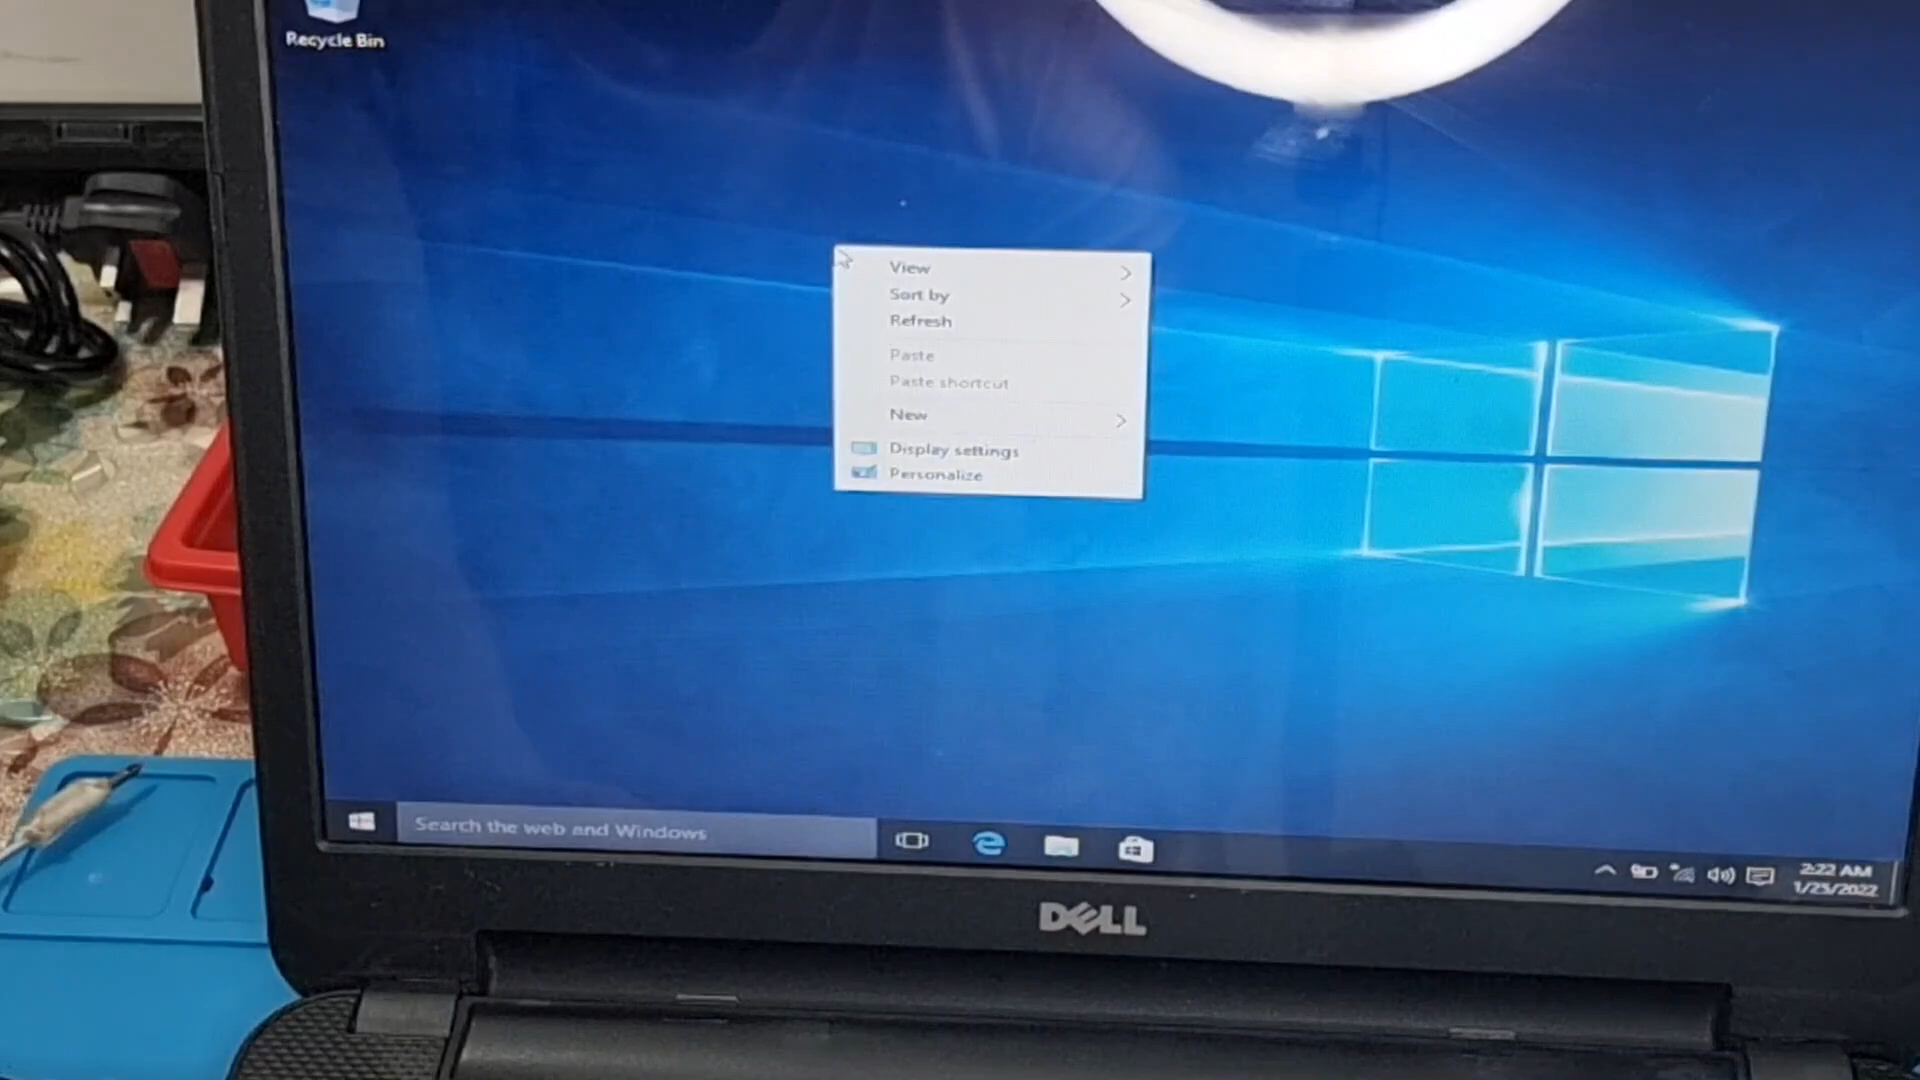 Recycle Bin
View
Sort by
Refresh
Paste
Paste shortcut
New
Display settings
Personalize
Search the web and Windows
2:22 AM
1/23/2022
DELL